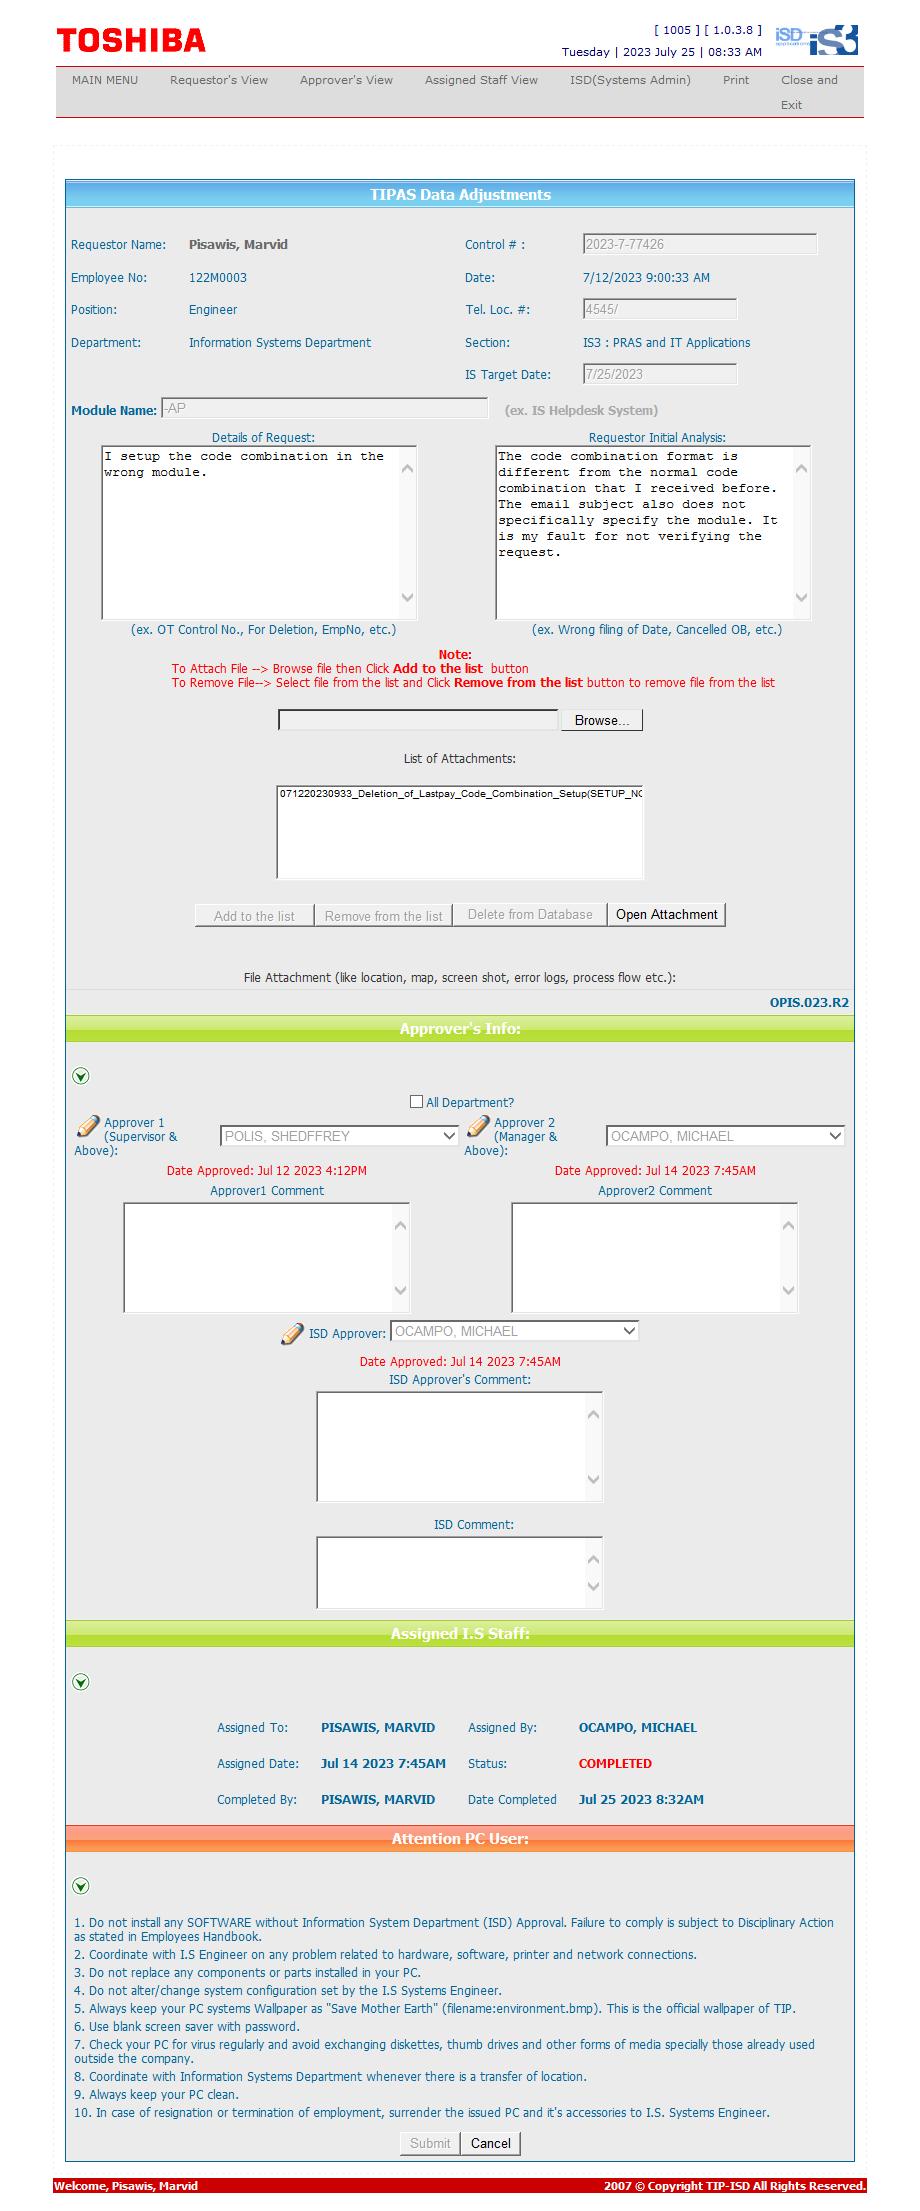 TOSHIBA
[ 1005 ] [ 1.0.3.8 ]
Tuesday | 2023 July 25 | 08:33 AM
iSD iS3
MAIN MENU Requestor's View Approver's View Assigned Staff View ISD(Systems Admin) Print Close and
Exit
TIPAS Data Adjustments
Requestor Name: Pisawis, Marvid Control # : 2023-7-77426
Employee No: 122M0003 Date: 7/12/2023 9:00:33 AM
Position: Engineer Tel. Loc. #: 4545/
Department: Information Systems Department Section: IS3 : PRAS and IT Applications
IS Target Date: 7/25/2023
Module Name: -AP (ex. IS Helpdesk System)
Details of Request: Requestor Initial Analysis:
I setup the code combination in the
wrong module.
The code combination format is
different from the normal code
combination that I received before.
The email subject also does not
specifically specify the module. It
is my fault for not verifying the
request.
(ex. OT Control No., For Deletion, EmpNo, etc.) (ex. Wrong filing of Date, Cancelled OB, etc.)
Note:
To Attach File --> Browse file then Click Add to the list button
To Remove File--> Select file from the list and Click Remove from the list button to remove file from the list
Browse...
List of Attachments:
071220230933_Deletion_of_Lastpay_Code_Combination_Setup(SETUP_NO
Add to the list Remove from the list Delete from Database Open Attachment
File Attachment (like location, map, screen shot, error logs, process flow etc.):
OPIS.023.R2
Approver's Info:
All Department?
Approver 1
(Supervisor &
Above): POLIS, SHEDFFREY
Approver 2
(Manager &
Above): OCAMPO, MICHAEL
Date Approved: Jul 12 2023 4:12PM Date Approved: Jul 14 2023 7:45AM
Approver1 Comment Approver2 Comment
ISD Approver: OCAMPO, MICHAEL
Date Approved: Jul 14 2023 7:45AM
ISD Approver's Comment:
ISD Comment:
Assigned I.S Staff:
Assigned To: PISAWIS, MARVID Assigned By: OCAMPO, MICHAEL
Assigned Date: Jul 14 2023 7:45AM Status: COMPLETED
Completed By: PISAWIS, MARVID Date Completed Jul 25 2023 8:32AM
Attention PC User:
1. Do not install any SOFTWARE without Information System Department (ISD) Approval. Failure to comply is subject to Disciplinary Action
as stated in Employees Handbook.
2. Coordinate with I.S Engineer on any problem related to hardware, software, printer and network connections.
3. Do not replace any components or parts installed in your PC.
4. Do not alter/change system configuration set by the I.S Systems Engineer.
5. Always keep your PC systems Wallpaper as "Save Mother Earth" (filename:environment.bmp). This is the official wallpaper of TIP.
6. Use blank screen saver with password.
7. Check your PC for virus regularly and avoid exchanging diskettes, thumb drives and other forms of media specially those already used
outside the company.
8. Coordinate with Information Systems Department whenever there is a transfer of location.
9. Always keep your PC clean.
10. In case of resignation or termination of employment, surrender the issued PC and it's accessories to I.S. Systems Engineer.
Submit Cancel
Welcome, Pisawis, Marvid 2007 © Copyright TIP-ISD All Rights Reserved.